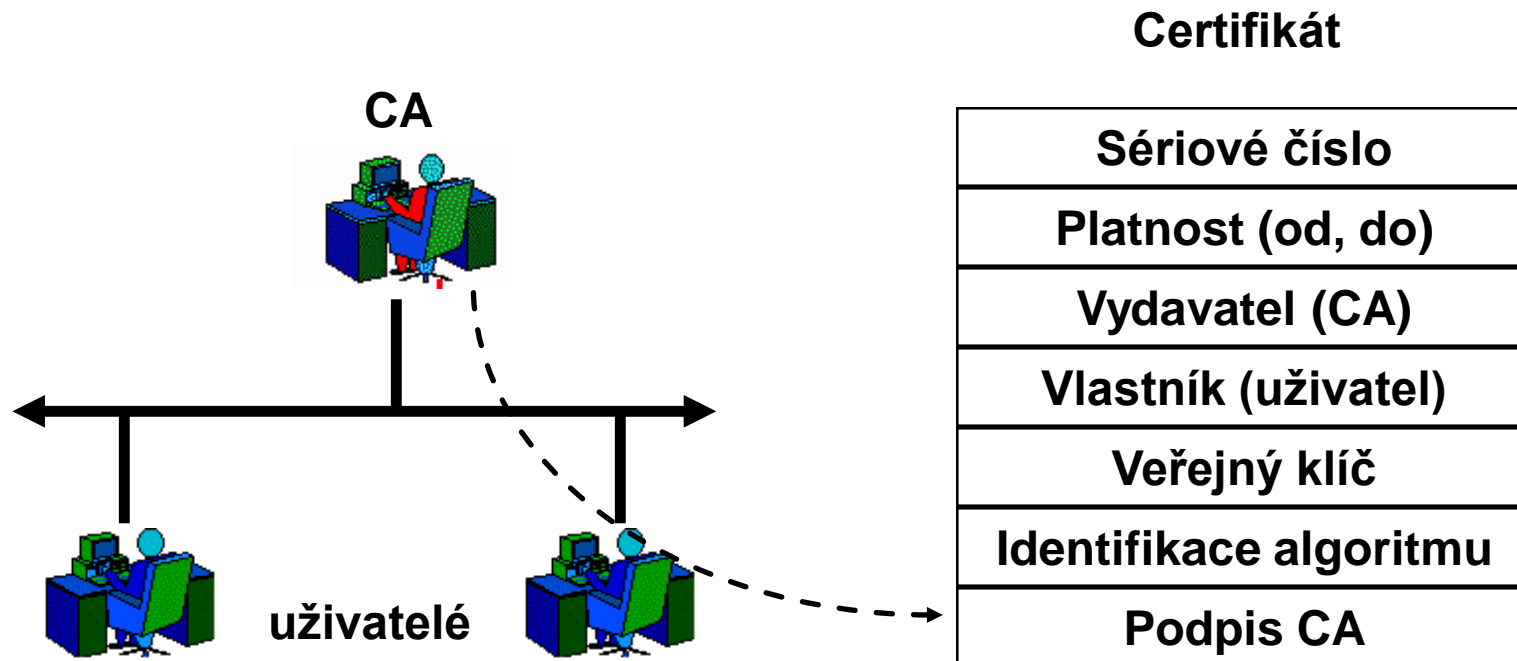 Certifikát
CA
Sériové číslo
Platnost (od, do)
Vydavatel (CA)
Vlastník (uživatel)
Veřejný klíč
Identifikace algoritmu
Podpis CA
uživatelé